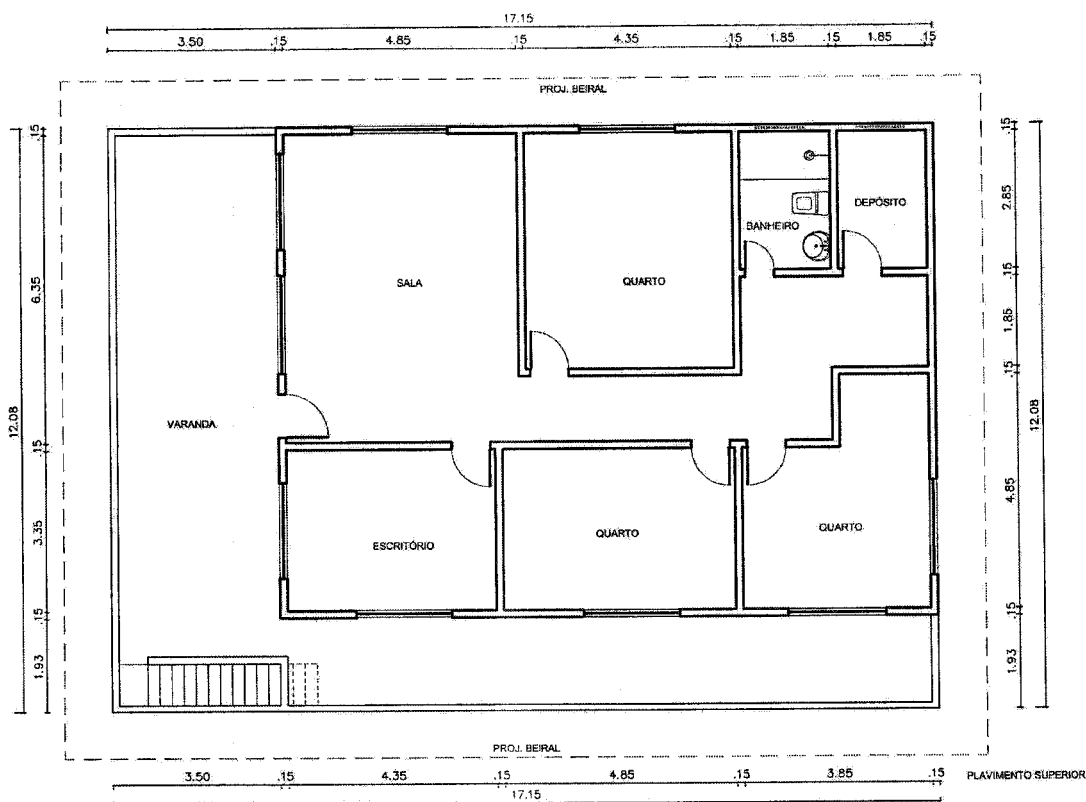 17.15
3.50 .15 4.85 .15 4.35 .15 1.85 .15 1.85 .15
PROJ. BEIRAL
.15 6.35 .15 3.35 .15 1.93
12.08
.15 2.85 .15 1.85 .15 4.85 .15 1.93
12.08
BANHEIRO
DEPÓSITO
SALA
QUARTO
VARANDA
ESCRITÓRIO
QUARTO
QUARTO
PROJ. BEIRAL
3.50 .15 4.35 .15 4.85 .15 3.85 .15
17.15
PLAVIMENTO SUPERIOR